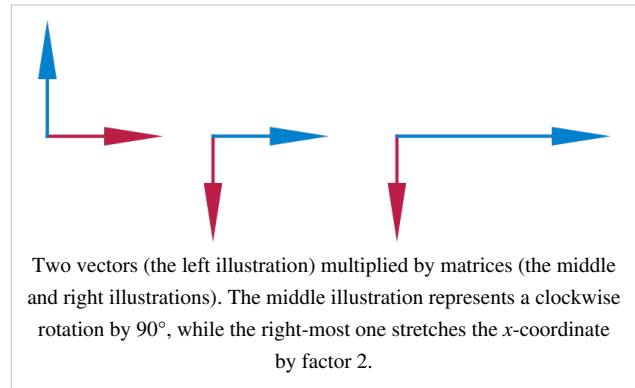 Two vectors (the left illustration) multiplied by matrices (the middle
and right illustrations). The middle illustration represents a clockwise
rotation by 90°, while the right-most one stretches the x-coordinate
by factor 2.